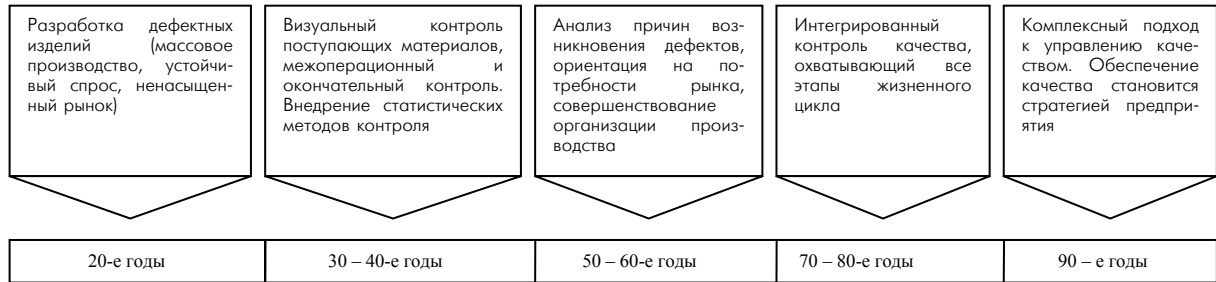 Разработка дефектных
изделий (массовое
производство, устойчи-
вый спрос, ненасыщен-
ный рынок)
Визуальный контроль
поступающих материалов,
межоперационный и
окончательный контроль.
Внедрение статистических
методов контроля
Анализ причин воз-
никновения дефектов,
ориентация на по-
требности рынка,
совершенствование
организации произ-
водства
Интегрированный
контроль качества,
охватывающий все
этапы жизненного
цикла
Комплексный подход
к управлению каче-
ством. Обеспечение
качества становится
стратегией предпри-
ятия
20-е годы
30 – 40-е годы
50 – 60-е годы
70 – 80-е годы
90 – е годы